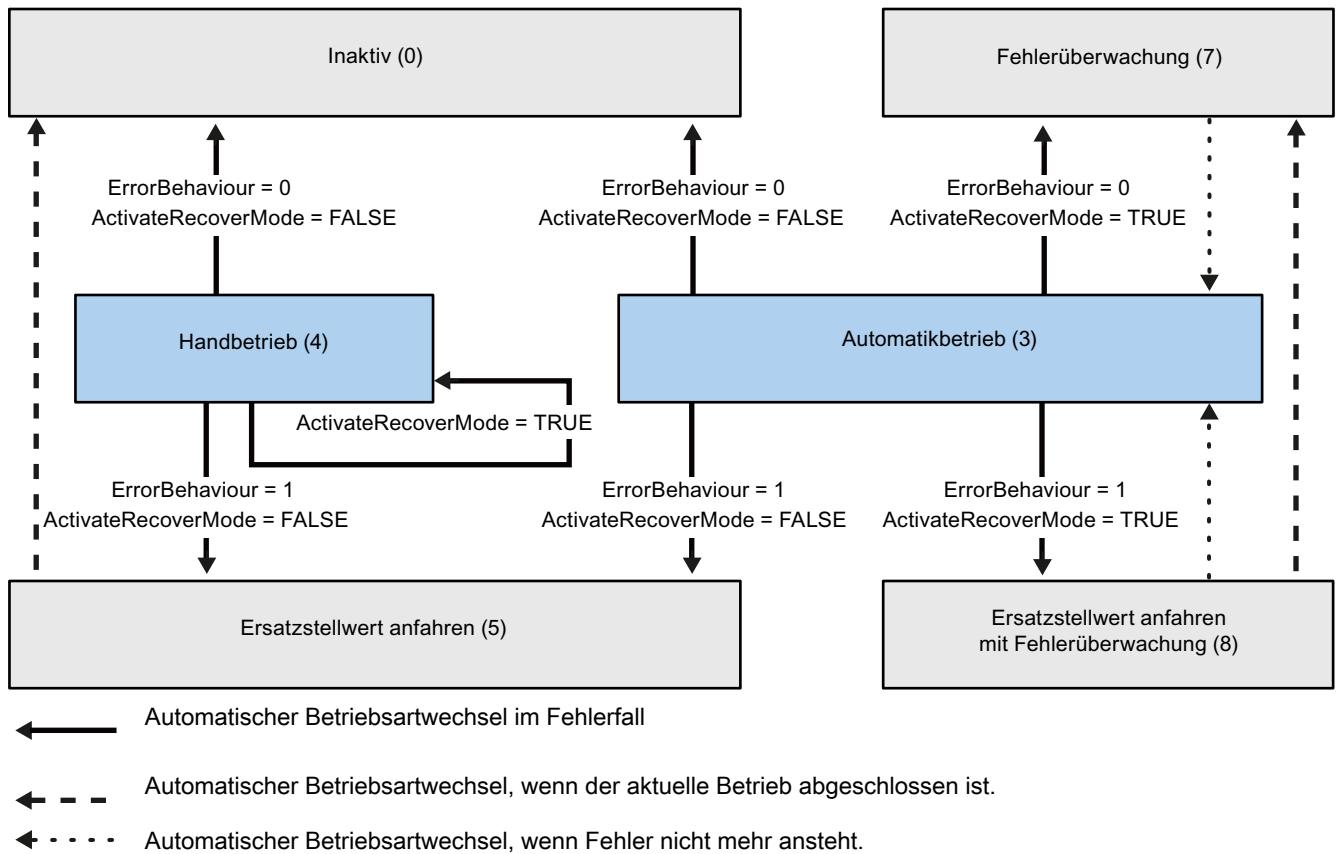 Inaktiv (0)
Fehlerüberwachung (7)
ErrorBehaviour = 0
ActivateRecoverMode = FALSE
ErrorBehaviour = 0
ActivateRecoverMode = FALSE
ErrorBehaviour = 0
ActivateRecoverMode = TRUE
Handbetrieb (4)
Automatikbetrieb (3)
ActivateRecoverMode = TRUE
ErrorBehaviour = 1
ActivateRecoverMode = FALSE
ErrorBehaviour = 1
ActivateRecoverMode = FALSE
ErrorBehaviour = 1
ActivateRecoverMode = TRUE
Ersatzstellwert anfahren (5)
Ersatzstellwert anfahren
mit Fehlerüberwachung (8)
Automatischer Betriebsartwechsel im Fehlerfall
Automatischer Betriebsartwechsel, wenn der aktuelle Betrieb abgeschlossen ist.
Automatischer Betriebsartwechsel, wenn Fehler nicht mehr ansteht.